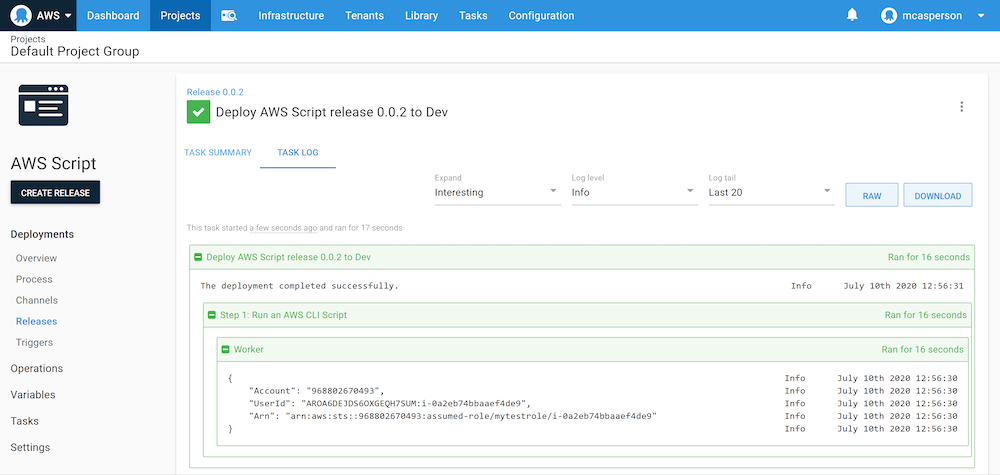 AWS Dashboard Projects Infrastructure Tenants Library Tasks Configuration mcasperson
Projects
Default Project Group
AWS Script
CREATE RELEASE
Deployments
Overview
Process
Channels
Releases
Triggers
Operations
Variables
Tasks
Settings
Release 0.0.2
Deploy AWS Script release 0.0.2 to Dev
TASK SUMMARY TASK LOG
Expand Log level Log tail
Interesting Info Last 20 RAW DOWNLOAD
This task started a few seconds ago and ran for 17 seconds
Deploy AWS Script release 0.0.2 to Dev Ran for 16 seconds
The deployment completed successfully. Info July 10th 2020 12:56:31
Step 1: Run an AWS CLI Script Ran for 16 seconds
Worker Ran for 16 seconds
{ Info July 10th 2020 12:56:30
"Account": "968802670493", Info July 10th 2020 12:56:30
"UserId": "AROA6DEJDS6OXGEQH7SUM:i-0a2eb74bbaaef4de9", Info July 10th 2020 12:56:30
"Arn": "arn:aws:sts::968802670493:assumed-role/mytestrole/i-0a2eb74bbaaef4de9" Info July 10th 2020 12:56:30
} Info July 10th 2020 12:56:30